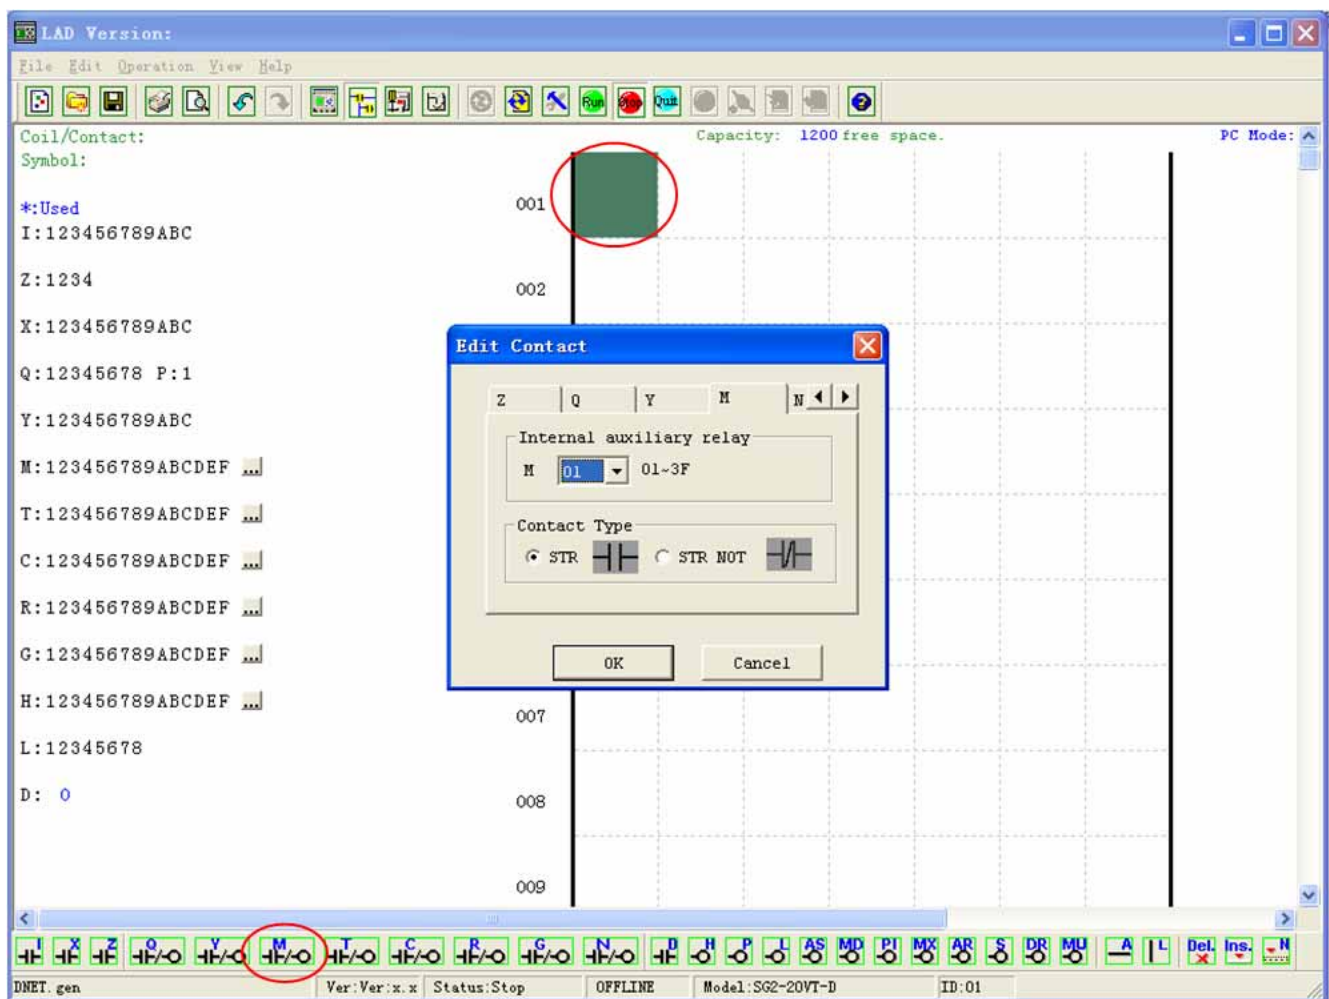 LAD Version:
File Edit Operation View Help
Run Stop Quit
Coil/Contact:
Capacity: 1200 free space.
PC Mode:
Symbol:
*:Used
I:123456789ABC
Z:1234
X:123456789ABC
Q:12345678 P:1
Y:123456789ABC
M:123456789ABCDEF ...
T:123456789ABCDEF ...
C:123456789ABCDEF ...
R:123456789ABCDEF ...
G:123456789ABCDEF ...
H:123456789ABCDEF ...
L:12345678
D: 0
001
002
007
008
009
Edit Contact
Z Q Y M N
Internal auxiliary relay
M 01 01~3F
Contact Type
STR STR NOT
OK Cancel
I X Z Q Y M T C R G N D H P L AS MD PI MX AR S DR MU A L Del. Ins. N
DNET.gen Ver:Ver:x.x Status:Stop OFFLINE Model:SG2-20VT-D ID:01